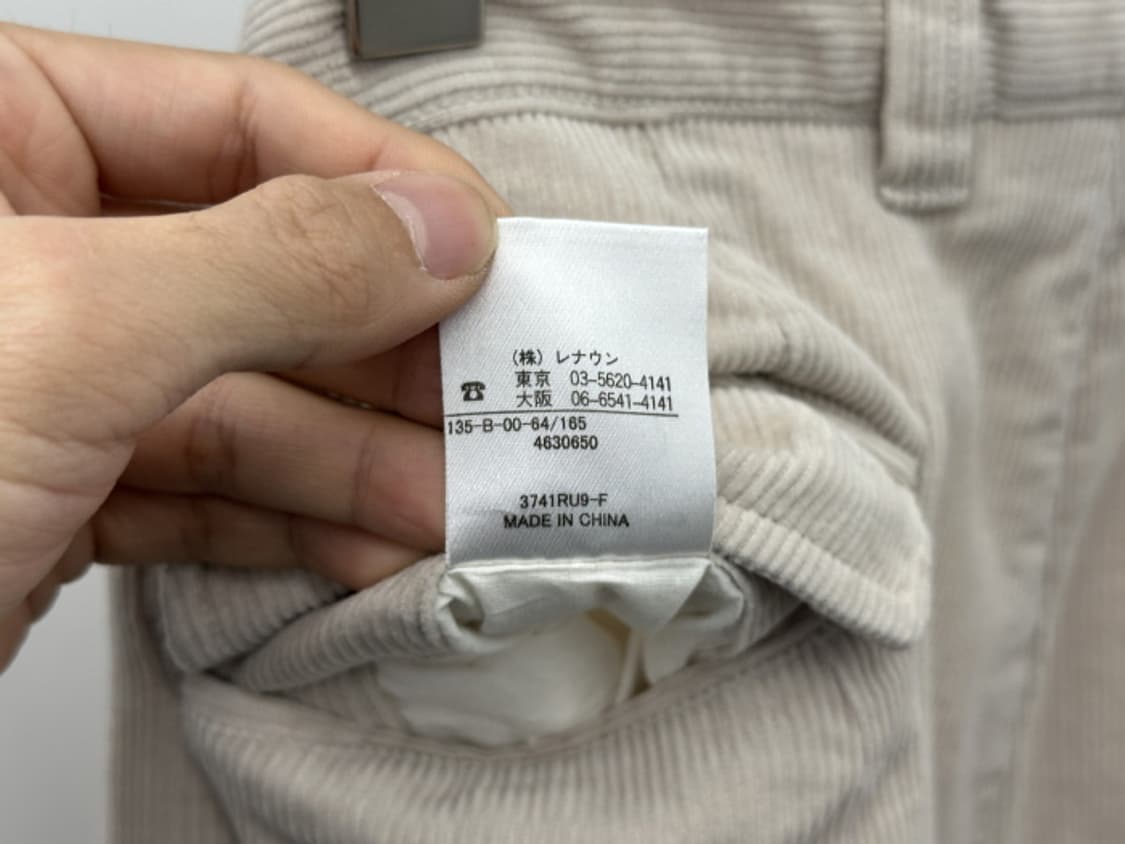 (株) レナウン
☎ 東京 03-5620-4141
大阪 06-6541-4141
135-B-00-64/165
4630650
3741RU9-F
MADE IN CHINA